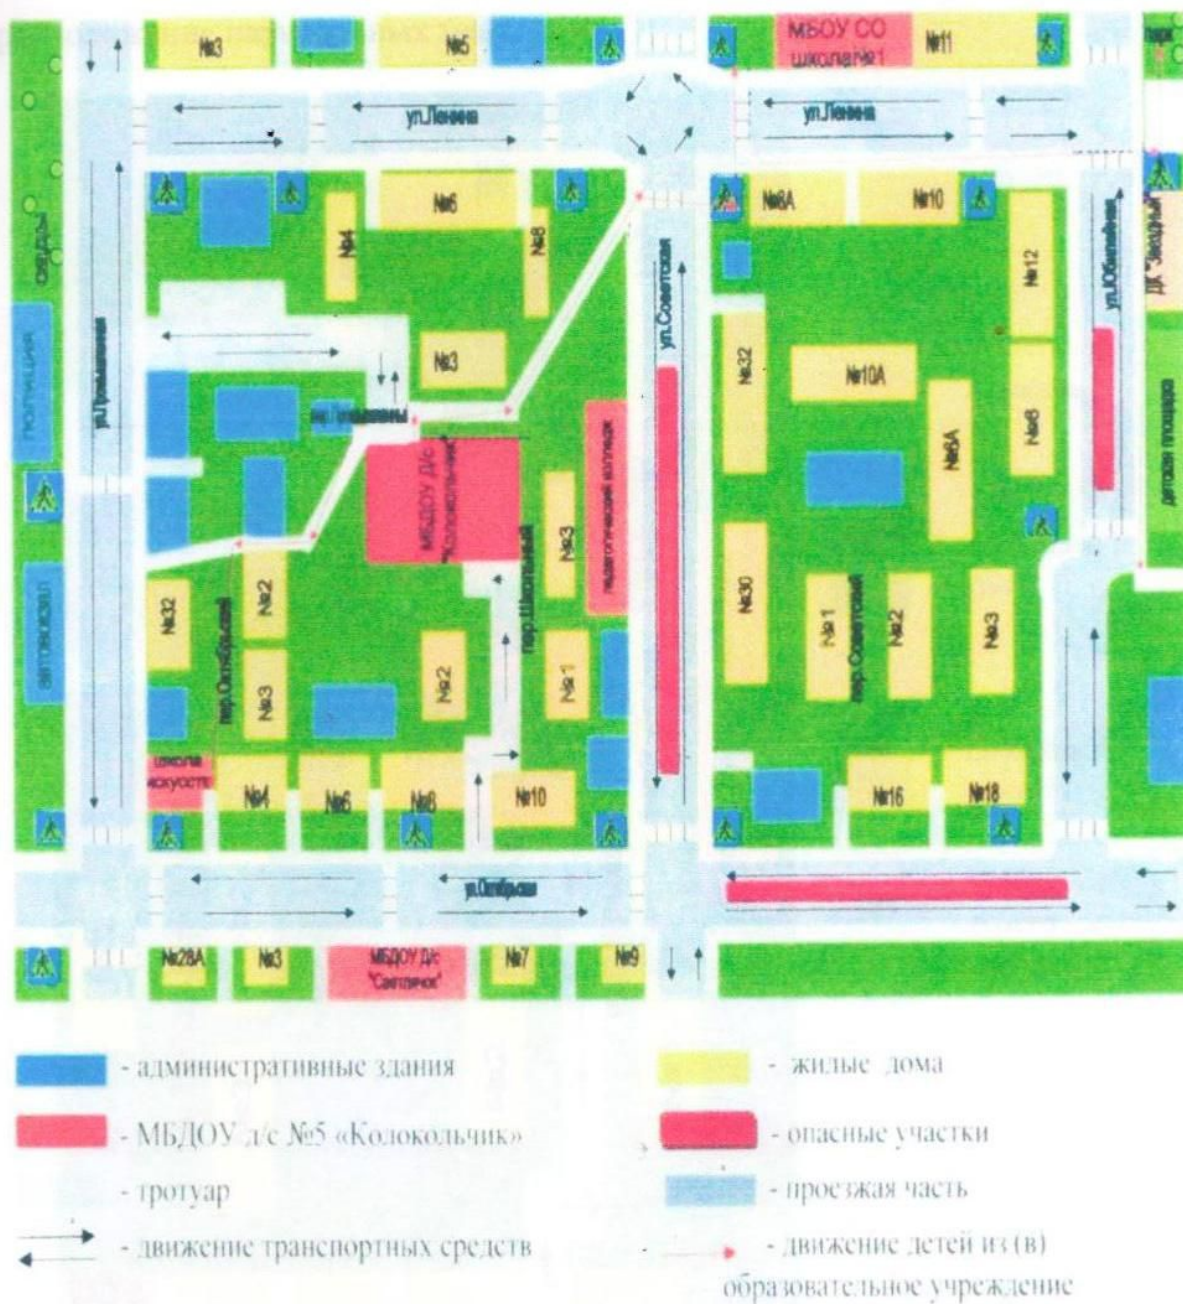 №3
№5
МБОУ СО
школа№1
№11
парк
ул.Ленина
ул.Ленина
№6
№4
№8
№8А
№10
№12
ул.Юбилейная
ДК "Звездный"
ул.Советская
ул.Промышленная
полиция
№3
№32
№10А
№8А
№8
МБДОУ Д/с
"Колокольчик"
№3
педагогический колледж
пер.Школьный
автовокзал
№32
№2
пер.Октябрьский
№3
№2
№1
№30
№1
пер.Советский
№2
№3
школа
искусств
№4
№6
№8
№10
№16
№18
ул.Октябрьская
№28А
№3
МБДОУ Д/с
"Светлячок"
№7
№9
- административные здания
- жилые дома
- МБДОУ д/с №5 «Колокольчик»
- опасные участки
- тротуар
- проезжая часть
- движение транспортных средств
- движение детей из (в)
образовательное учреждение